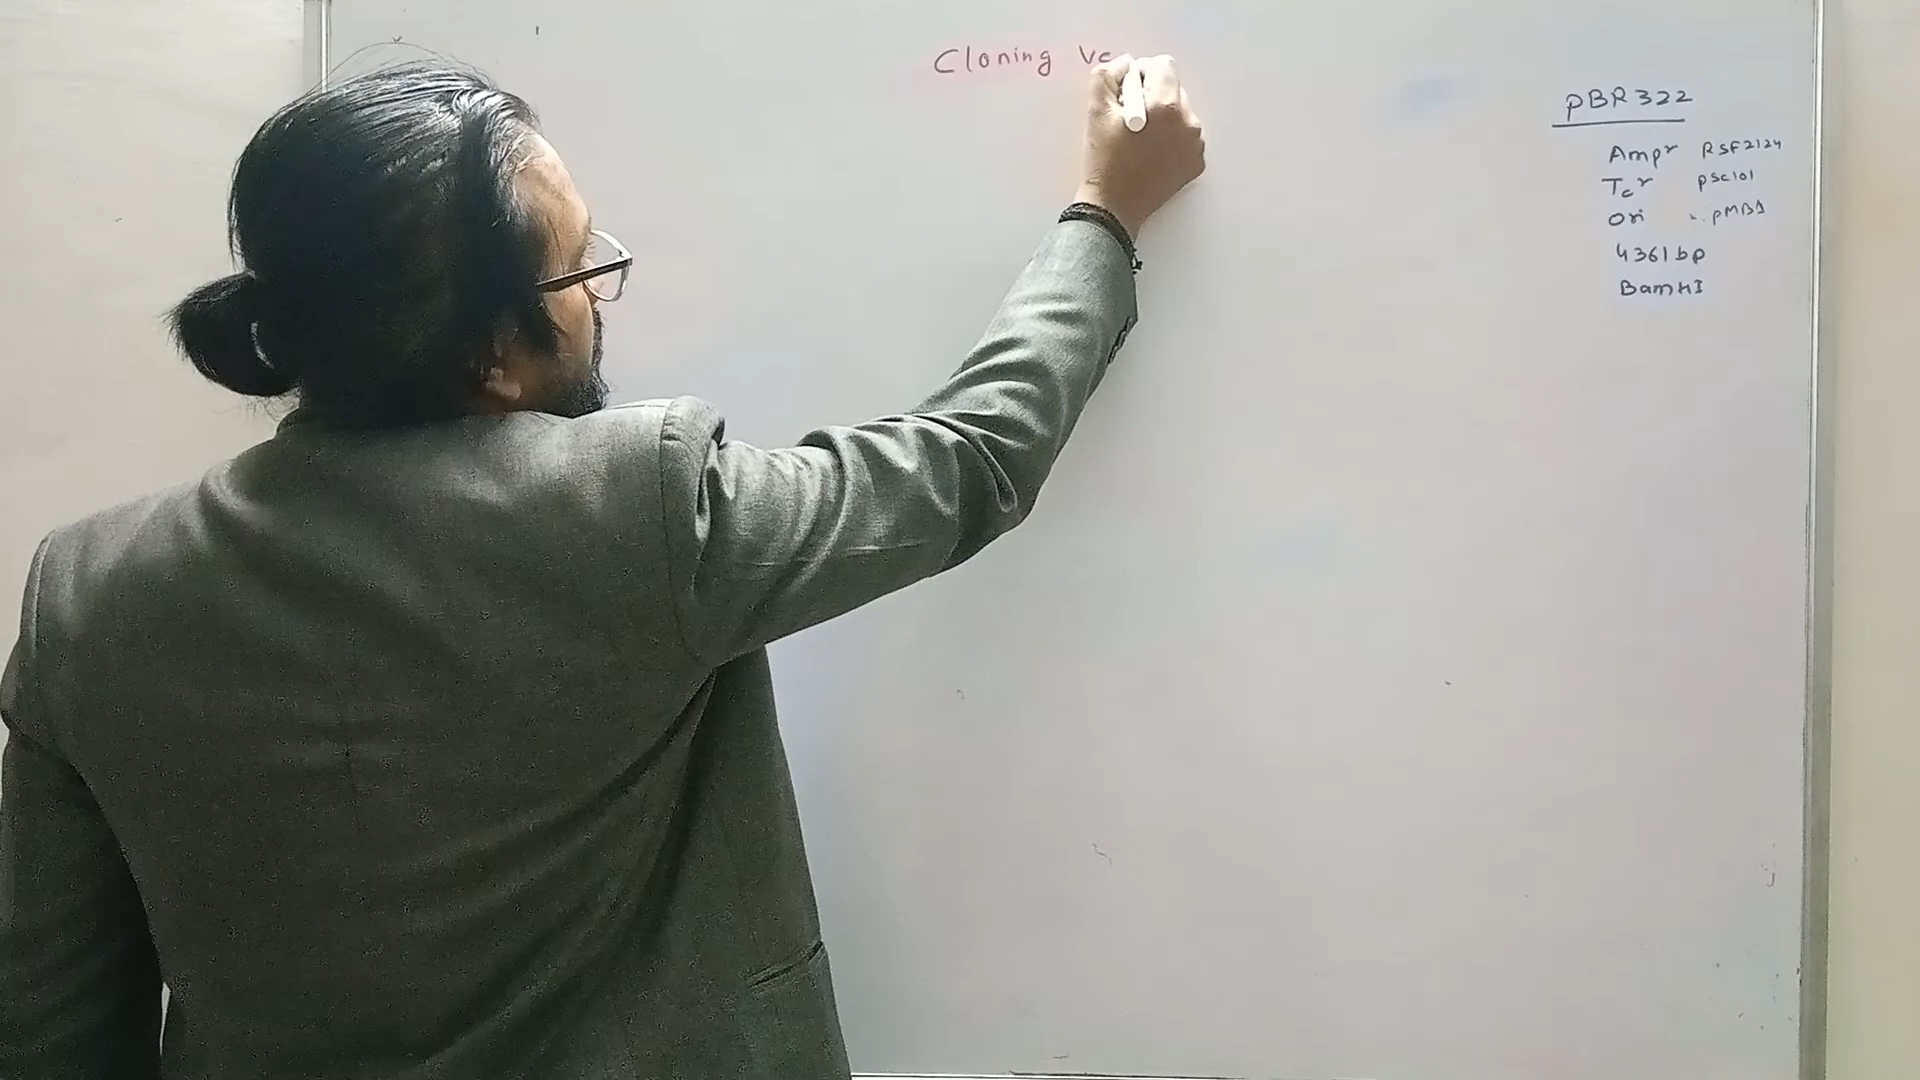 Cloning Ve
pBR322
Ampr RSF2124
Tcr pSC101
Ori pMB1
4361bp
BamHI